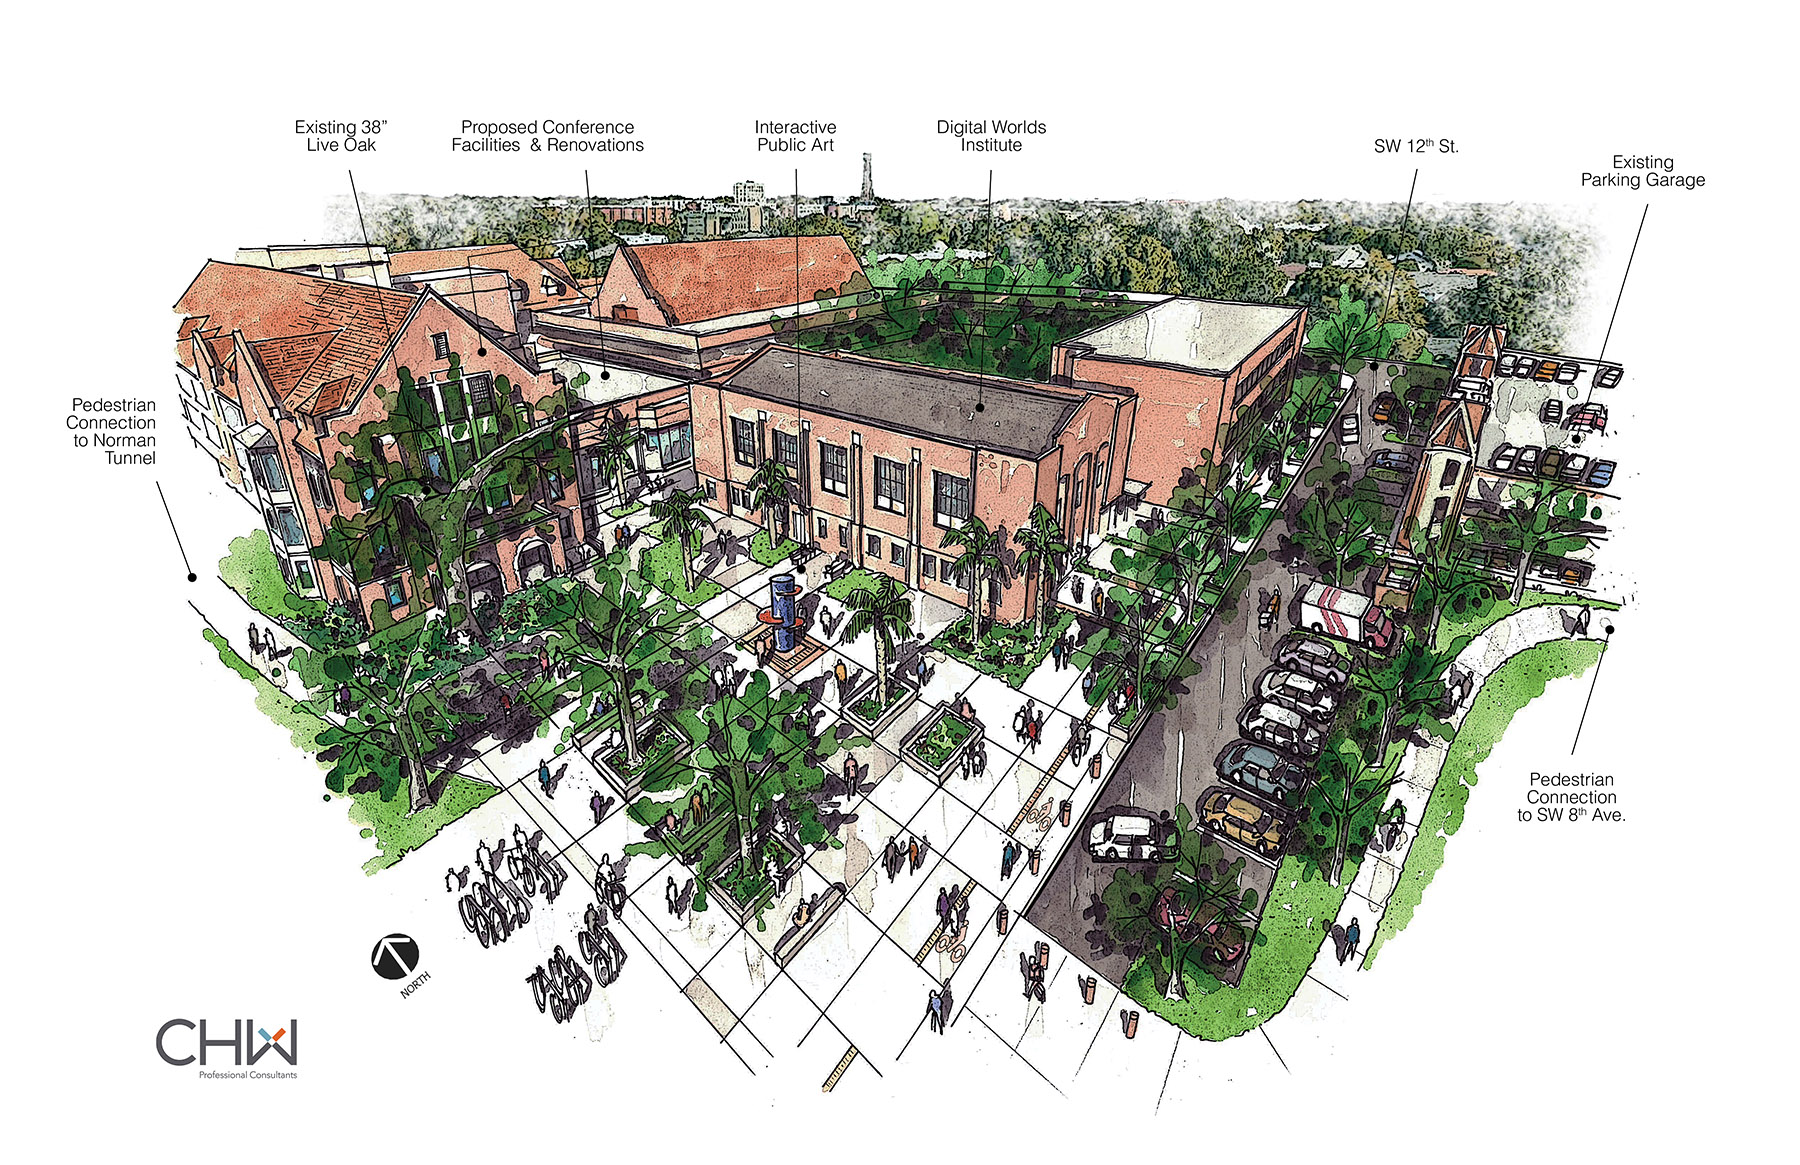 Existing 38”
Live Oak
Proposed Conference
Facilities & Renovations
Interactive
Public Art
Digital Worlds
Institute
SW 12th St.
Existing
Parking Garage
Pedestrian
Connection
to Norman
Tunnel
Pedestrian
Connection
to SW 8th Ave.
NORTH
CHW
Professional Consultants